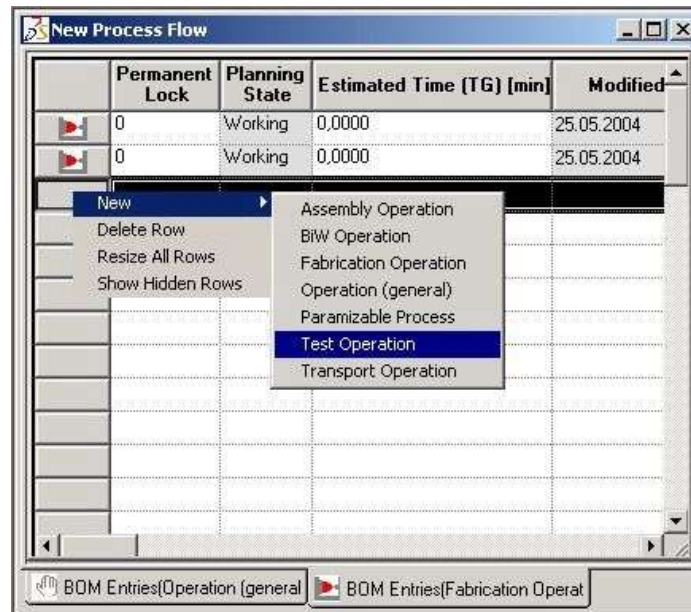 New Process Flow
Permanent Lock Planning State Estimated Time (TG) [min] Modified
0 Working 0,0000 25.05.2004
0 Working 0,0000 25.05.2004
New
Delete Row
Resize All Rows
Show Hidden Rows
Assembly Operation
BiW Operation
Fabrication Operation
Operation (general)
Paramizable Process
Test Operation
Transport Operation
BOM Entries(Operation (general BOM Entries(Fabrication Operat